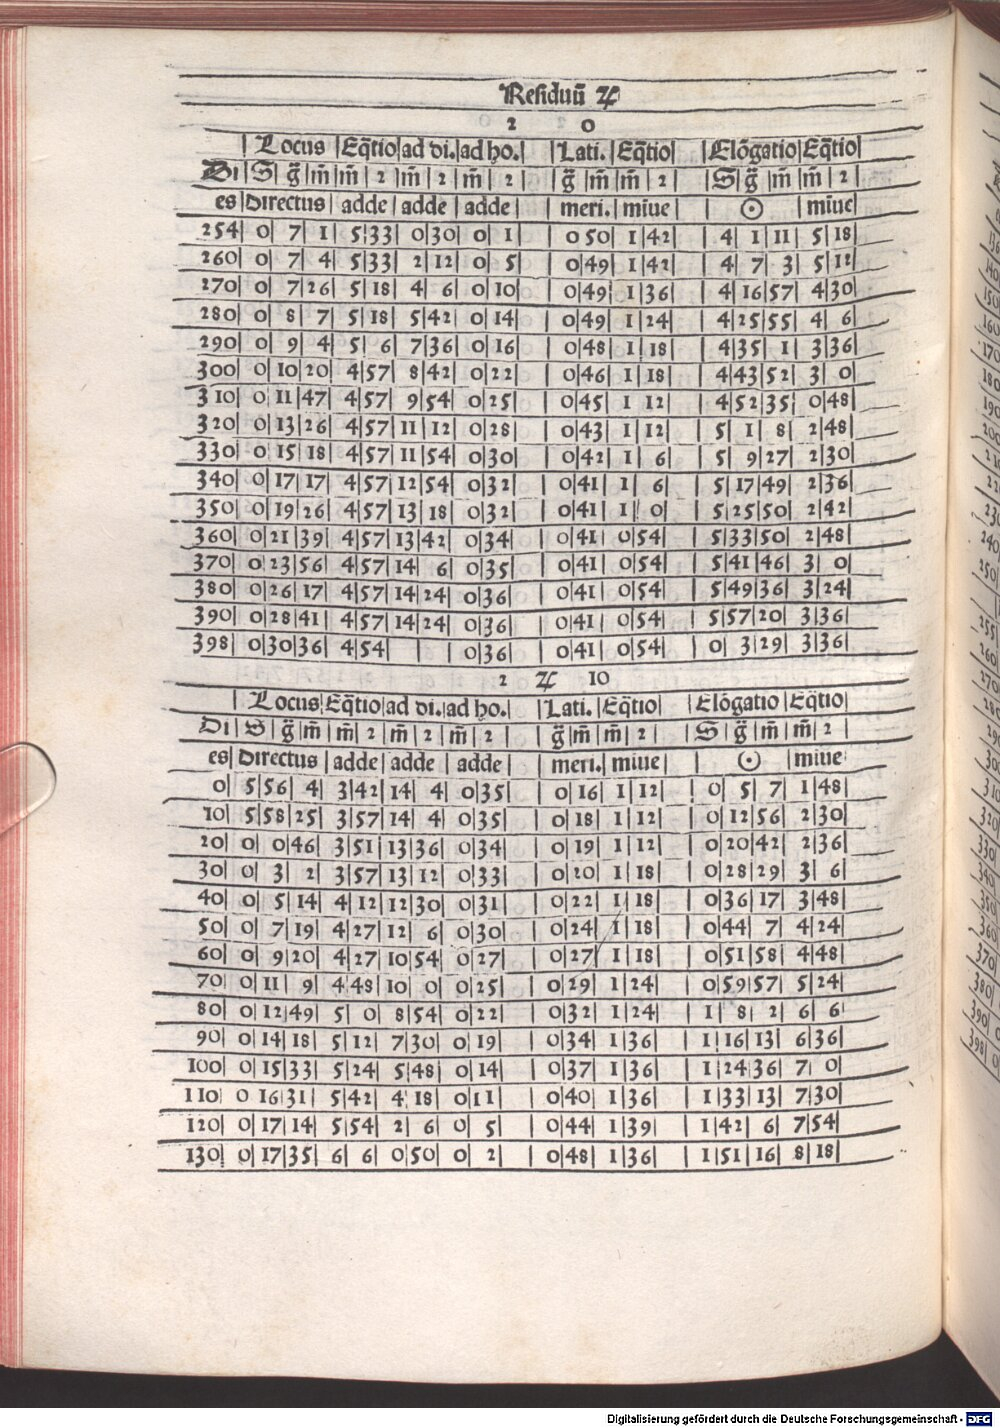 Residuū ♃
2 0
| Locus | Eq̄tio | ad di. | ad ho. | | Lati. | Eq̄tio | | Elōgatio | Eq̄tio |
Di | S | g̈ | m̄ | m̄ | 2 | m̄ | 2 | m̄ | 2 | | g̈ | m̄ | m̄ | 2 | | S | g̈ | m̄ | m̄ | 2 |
es | directus | adde | adde | adde | | meri. | miūe | | ☉ | miūe |
254 | 0 | 7 | 1 | 5 | 33 | 0 | 30 | 0 | 1 | | 0 | 50 | 1 | 42 | | 4 | 1 | 11 | 5 | 18 |
260 | 0 | 7 | 4 | 5 | 33 | 2 | 12 | 0 | 5 | | 0 | 49 | 1 | 42 | | 4 | 7 | 3 | 5 | 12 |
270 | 0 | 7 | 26 | 5 | 18 | 4 | 6 | 0 | 10 | | 0 | 49 | 1 | 36 | | 4 | 16 | 57 | 4 | 30 |
280 | 0 | 8 | 7 | 5 | 18 | 5 | 42 | 0 | 14 | | 0 | 49 | 1 | 24 | | 4 | 25 | 55 | 4 | 6 |
290 | 0 | 9 | 4 | 5 | 6 | 7 | 36 | 0 | 16 | | 0 | 48 | 1 | 18 | | 4 | 35 | 1 | 3 | 36 |
300 | 0 | 10 | 20 | 4 | 57 | 8 | 42 | 0 | 22 | | 0 | 46 | 1 | 18 | | 4 | 43 | 52 | 3 | 0 |
310 | 0 | 11 | 47 | 4 | 57 | 9 | 54 | 0 | 25 | | 0 | 45 | 1 | 12 | | 4 | 52 | 35 | 0 | 48 |
320 | 0 | 13 | 26 | 4 | 57 | 11 | 12 | 0 | 28 | | 0 | 43 | 1 | 12 | | 5 | 1 | 8 | 2 | 48 |
330 | 0 | 15 | 18 | 4 | 57 | 11 | 54 | 0 | 30 | | 0 | 42 | 1 | 6 | | 5 | 9 | 27 | 2 | 30 |
340 | 0 | 17 | 17 | 4 | 57 | 12 | 54 | 0 | 32 | | 0 | 41 | 1 | 6 | | 5 | 17 | 49 | 2 | 36 |
350 | 0 | 19 | 26 | 4 | 57 | 13 | 18 | 0 | 32 | | 0 | 41 | 1 | 0 | | 5 | 25 | 50 | 2 | 42 |
360 | 0 | 21 | 39 | 4 | 57 | 13 | 42 | 0 | 34 | | 0 | 41 | 0 | 54 | | 5 | 33 | 50 | 2 | 48 |
370 | 0 | 23 | 56 | 4 | 57 | 14 | 6 | 0 | 35 | | 0 | 41 | 0 | 54 | | 5 | 41 | 46 | 3 | 0 |
380 | 0 | 26 | 17 | 4 | 57 | 14 | 24 | 0 | 36 | | 0 | 41 | 0 | 54 | | 5 | 49 | 36 | 3 | 24 |
390 | 0 | 28 | 41 | 4 | 57 | 14 | 24 | 0 | 36 | | 0 | 41 | 0 | 54 | | 5 | 57 | 20 | 3 | 36 |
398 | 0 | 30 | 36 | 4 | 54 | | | 0 | 36 | | 0 | 41 | 0 | 54 | | 0 | 3 | 29 | 3 | 36 |
2 ♃ 10
| Locus | Eq̄tio | ad di. | ad ho. | | Lati. | Eq̄tio | | Elōgatio | Eq̄tio |
Di | S | g̈ | m̄ | m̄ | 2 | m̄ | 2 | m̄ | 2 | | g̈ | m̄ | m̄ | 2 | | S | g̈ | m̄ | m̄ | 2 |
es | directus | adde | adde | adde | | meri. | miūe | | ☉ | miūe
0 | 5 | 56 | 4 | 3 | 42 | 14 | 4 | 0 | 35 | | 0 | 16 | 1 | 12 | | 0 | 5 | 7 | 1 | 48 |
10 | 5 | 58 | 25 | 3 | 57 | 14 | 4 | 0 | 35 | | 0 | 18 | 1 | 12 | | 0 | 12 | 56 | 2 | 30 |
20 | 0 | 0 | 46 | 3 | 51 | 13 | 36 | 0 | 34 | | 0 | 19 | 1 | 12 | | 0 | 20 | 42 | 2 | 36 |
30 | 0 | 3 | 2 | 3 | 57 | 13 | 12 | 0 | 33 | | 0 | 20 | 1 | 18 | | 0 | 28 | 29 | 3 | 6 |
40 | 0 | 5 | 14 | 4 | 12 | 12 | 30 | 0 | 31 | | 0 | 22 | 1 | 18 | | 0 | 36 | 17 | 3 | 48 |
50 | 0 | 7 | 19 | 4 | 27 | 12 | 6 | 0 | 30 | | 0 | 24 | 1 | 18 | | 0 | 44 | 7 | 4 | 24 |
60 | 0 | 9 | 20 | 4 | 27 | 10 | 54 | 0 | 27 | | 0 | 27 | 1 | 18 | | 0 | 51 | 58 | 4 | 48 |
70 | 0 | 11 | 9 | 4 | 48 | 10 | 0 | 0 | 25 | | 0 | 29 | 1 | 24 | | 0 | 59 | 57 | 5 | 24 |
80 | 0 | 12 | 49 | 5 | 0 | 8 | 54 | 0 | 22 | | 0 | 32 | 1 | 24 | | 1 | 8 | 2 | 6 | 6 |
90 | 0 | 14 | 18 | 5 | 12 | 7 | 30 | 0 | 19 | | 0 | 34 | 1 | 36 | | 1 | 16 | 13 | 6 | 36 |
100 | 0 | 15 | 33 | 5 | 24 | 5 | 48 | 0 | 14 | | 0 | 37 | 1 | 36 | | 1 | 24 | 36 | 7 | 0 |
110 | 0 | 16 | 31 | 5 | 42 | 4 | 18 | 0 | 11 | | 0 | 40 | 1 | 36 | | 1 | 33 | 13 | 7 | 30 |
120 | 0 | 17 | 14 | 5 | 54 | 2 | 6 | 0 | 5 | | 0 | 44 | 1 | 39 | | 1 | 42 | 6 | 7 | 54 |
130 | 0 | 17 | 35 | 6 | 6 | 0 | 50 | 0 | 2 | | 0 | 48 | 1 | 36 | | 1 | 51 | 16 | 8 | 18 |
Digitalisierung gefördert durch die Deutsche Forschungsgemeinschaft - DFG